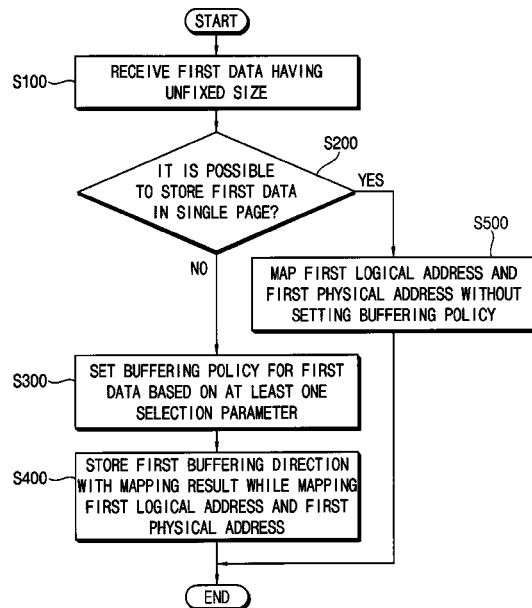 START
S100
RECEIVE FIRST DATA HAVING
UNFIXED SIZE
S200
IT IS POSSIBLE
TO STORE FIRST DATA
IN SINGLE PAGE?
YES
NO
S500
MAP FIRST LOGICAL ADDRESS AND
FIRST PHYSICAL ADDRESS WITHOUT
SETTING BUFFERING POLICY
S300
SET BUFFERING POLICY FOR FIRST
DATA BASED ON AT LEAST ONE
SELECTION PARAMETER
S400
STORE FIRST BUFFERING DIRECTION
WITH MAPPING RESULT WHILE MAPPING
FIRST LOGICAL ADDRESS AND FIRST
PHYSICAL ADDRESS
END